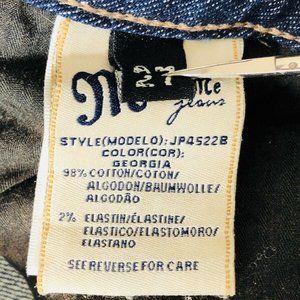 Me
jeans
STYLE(MODELO): JP4522B
COLOR(COR):
GEORGIA
98% COTTON/COTON/
ALGODON/BAUMWOLLE/
ALGODÃO
2% ELASTIN/ÉLASTINE/
ELASTICO/ELASTOMORO/
ELASTANO
SEE REVERSE FOR CARE